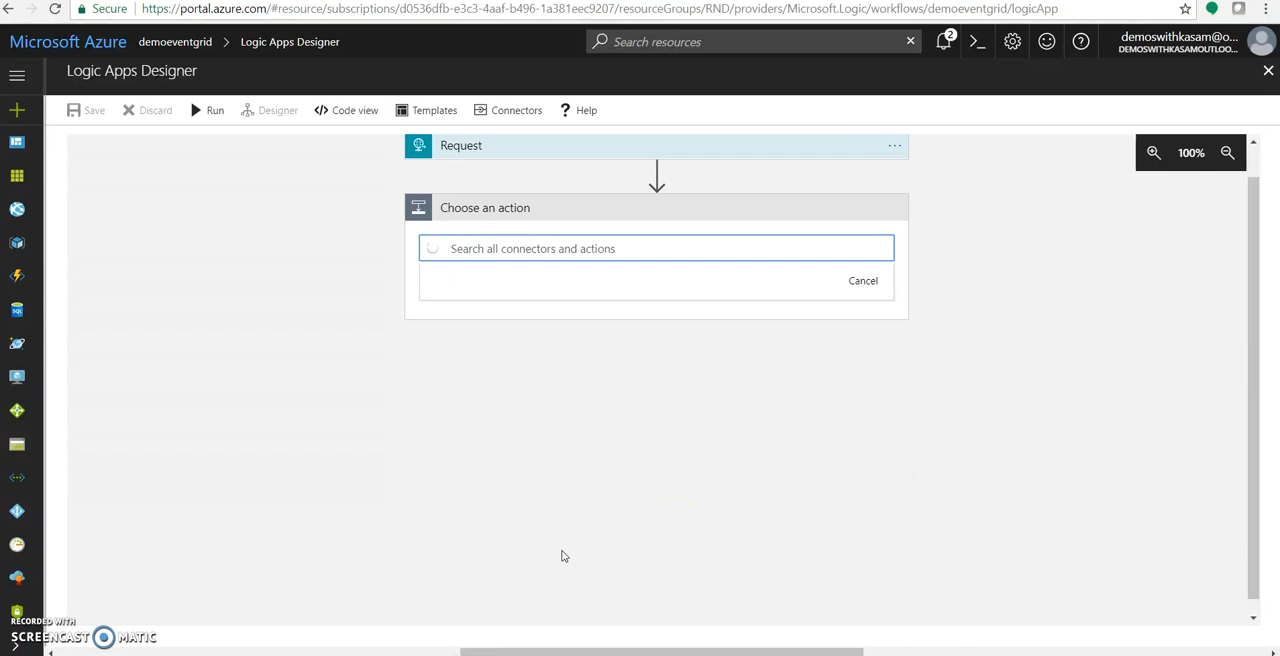 Secure
https://portal.azure.com/#resource/subscriptions/d0536dfb-e3c3-4aaf-b496-1a381eec9207/resourceGroups/RND/providers/Microsoft.Logic/workflows/demoeventgrid/logicApp
Microsoft Azure demoeventgrid > Logic Apps Designer
Search resources
2
demoswithkasam@o...
DEMOSWITHKASAMOUTLOO...
Logic Apps Designer
Save Discard Run Designer Code view Templates Connectors Help
Request
100%
Choose an action
Search all connectors and actions
Cancel
SQL
RECORDED WITH
SCREENCAST MATIC